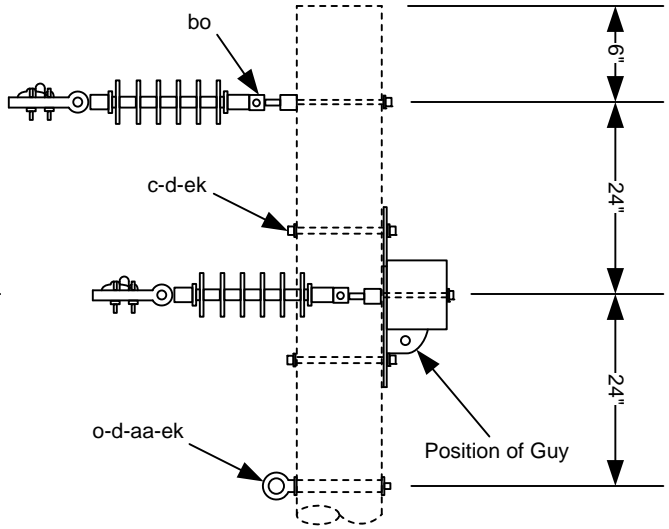 bo
6"
c-d-ek
24"
o-d-aa-ek
Position of Guy
24"